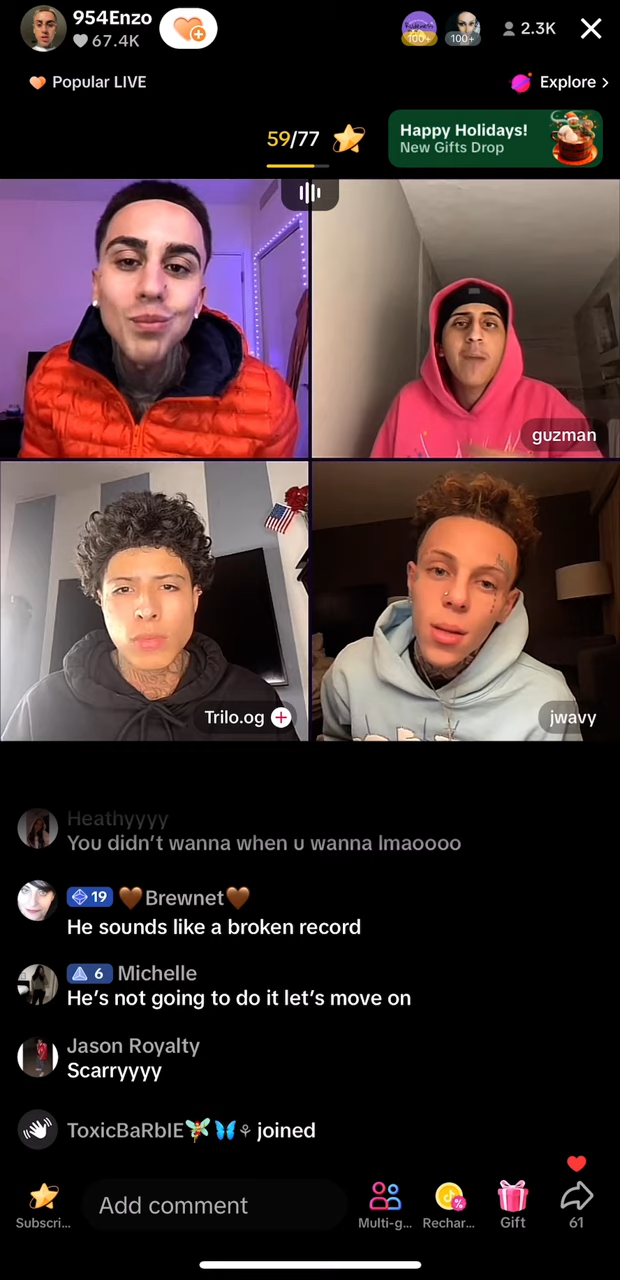 954Enzo
67.4K
100+
100+
2.3K
Popular LIVE
Explore >
59/77
Happy Holidays!
New Gifts Drop
guzman
Trilo.og
jwavy
Heathyyyy
You didn't wanna when u wanna lmaoooo
19 🤎Brewnet🤎
He sounds like a broken record
6 Michelle
He's not going to do it let's move on
Jason Royalty
Scarryyyy
ToxicBaRbIE🧚🦋⚘ joined
Subscri...
Add comment
Multi-g...
Rechar...
Gift
61